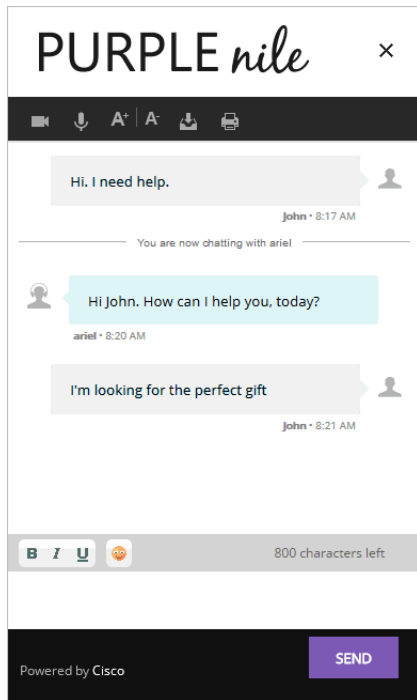 PURPLE nile
A+ A-
Hi. I need help.
john • 8:17 AM
You are now chatting with ariel
Hi John. How can I help you, today?
ariel • 8:20 AM
I'm looking for the perfect gift
john • 8:21 AM
B I U 800 characters left
Powered by Cisco SEND